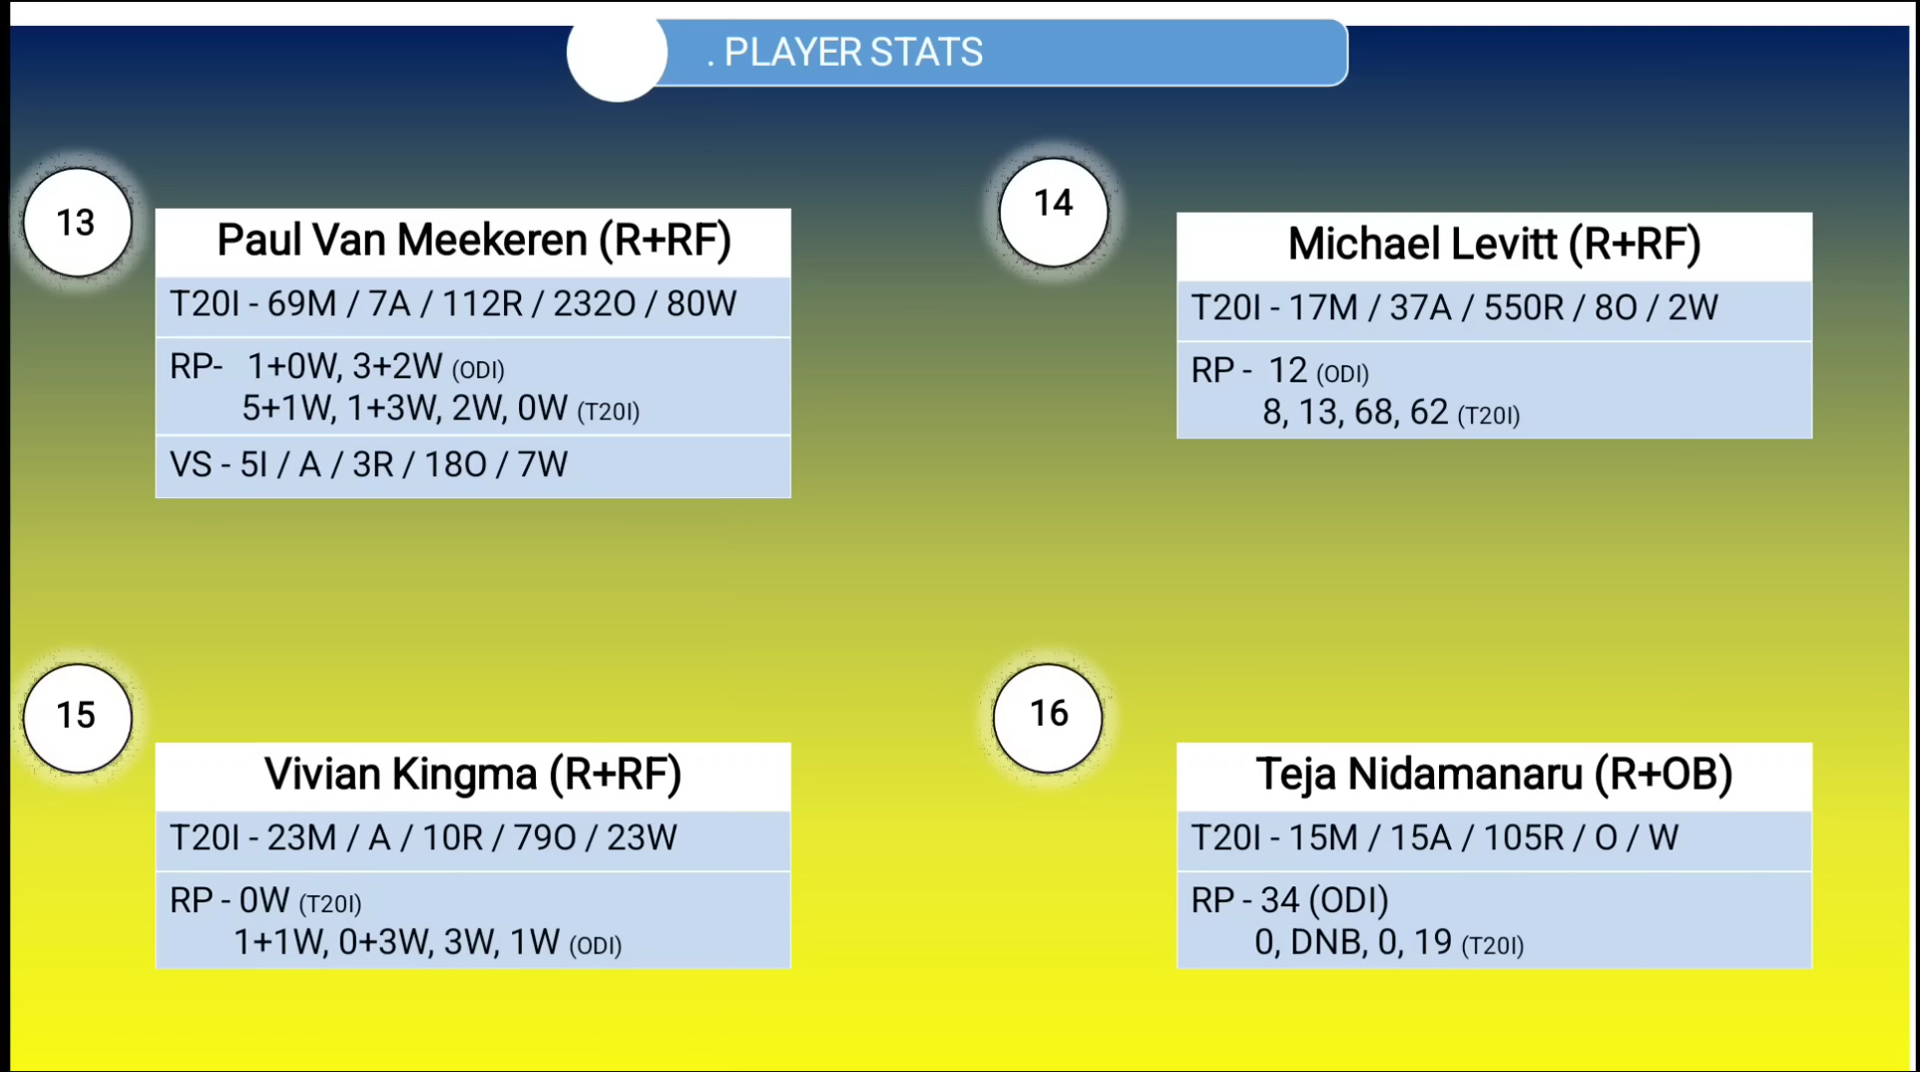 . PLAYER STATS
13
Paul Van Meekeren (R+RF)
T20I - 69M / 7A / 112R / 232O / 80W
RP- 1+0W, 3+2W (ODI)
5+1W, 1+3W, 2W, 0W (T20I)
VS - 5I / A / 3R / 18O / 7W
14
Michael Levitt (R+RF)
T20I - 17M / 37A / 550R / 8O / 2W
RP - 12 (ODI)
8, 13, 68, 62 (T20I)
15
Vivian Kingma (R+RF)
T20I - 23M / A / 10R / 79O / 23W
RP - 0W (T20I)
1+1W, 0+3W, 3W, 1W (ODI)
16
Teja Nidamanaru (R+OB)
T20I - 15M / 15A / 105R / O / W
RP - 34 (ODI)
0, DNB, 0, 19 (T20I)